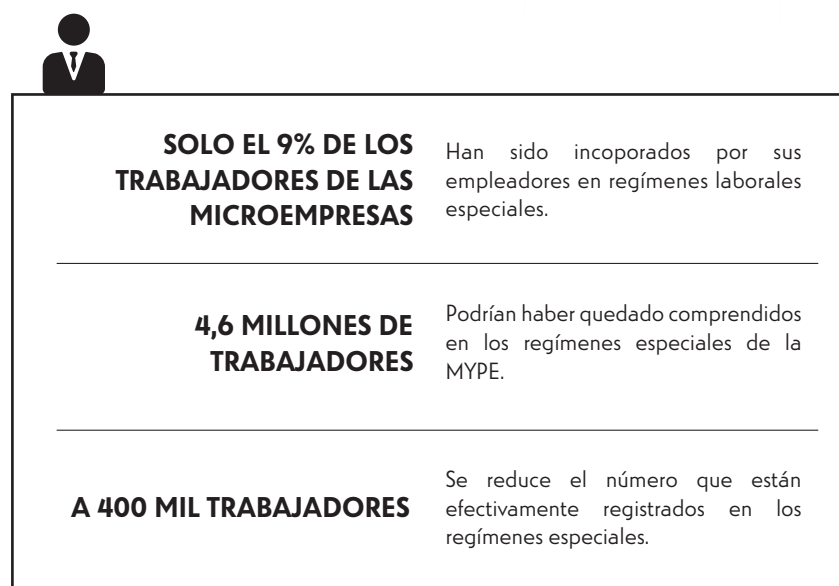 SOLO EL 9% DE LOS
TRABAJADORES DE LAS
MICROEMPRESAS
Han sido incoporados por sus
empleadores en regímenes laborales
especiales.
4,6 MILLONES DE
TRABAJADORES
Podrían haber quedado comprendidos
en los regímenes especiales de la
MYPE.
A 400 MIL TRABAJADORES
Se reduce el número que están
efectivamente registrados en los
regímenes especiales.